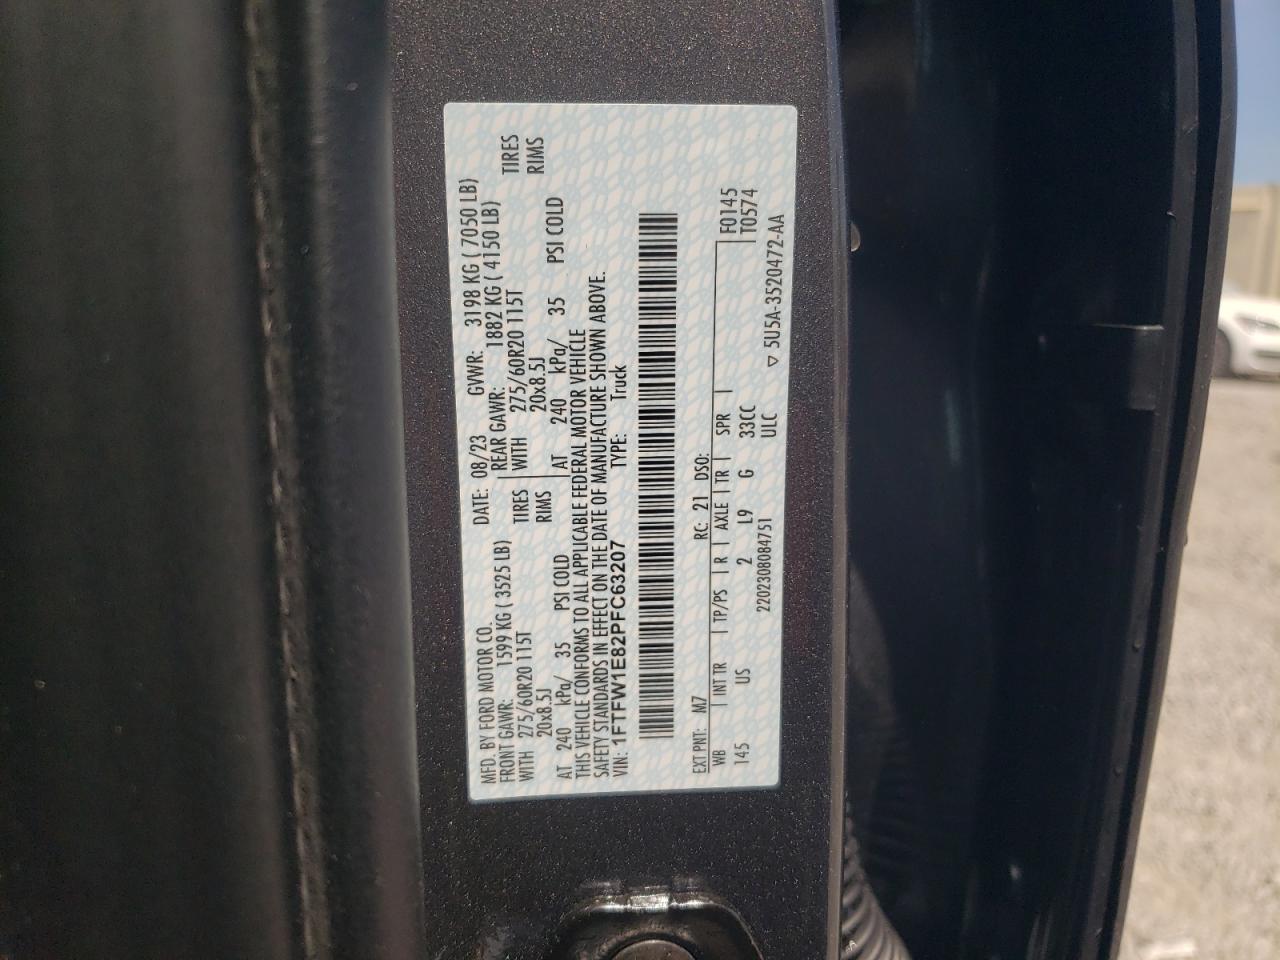 MFD. BY FORD MOTOR CO.
DATE: 08/23 GVWR: 3198 KG ( 7050 LB)
FRONT GAWR: 1599 KG ( 3525 LB) REAR GAWR: 1882 KG ( 4150 LB)
WITH 275/60R20 115T TIRES WITH 275/60R20 115T TIRES
20x8.5J RIMS 20x8.5J RIMS
AT 240 kPa/ 35 PSI COLD AT 240 kPa/ 35 PSI COLD
THIS VEHICLE CONFORMS TO ALL APPLICABLE FEDERAL MOTOR VEHICLE
SAFETY STANDARDS IN EFFECT ON THE DATE OF MANUFACTURE SHOWN ABOVE.
VIN: 1FTFW1E82PFC63207 TYPE: Truck
EXT PNT: M7 RC: 21 DSO:
WB INT TR TP/PS R AXLE TR SPR F0145
145 US 2 L9 G 33CC T0574
2202308084751 ULC ▽ 5U5A-3520472-AA